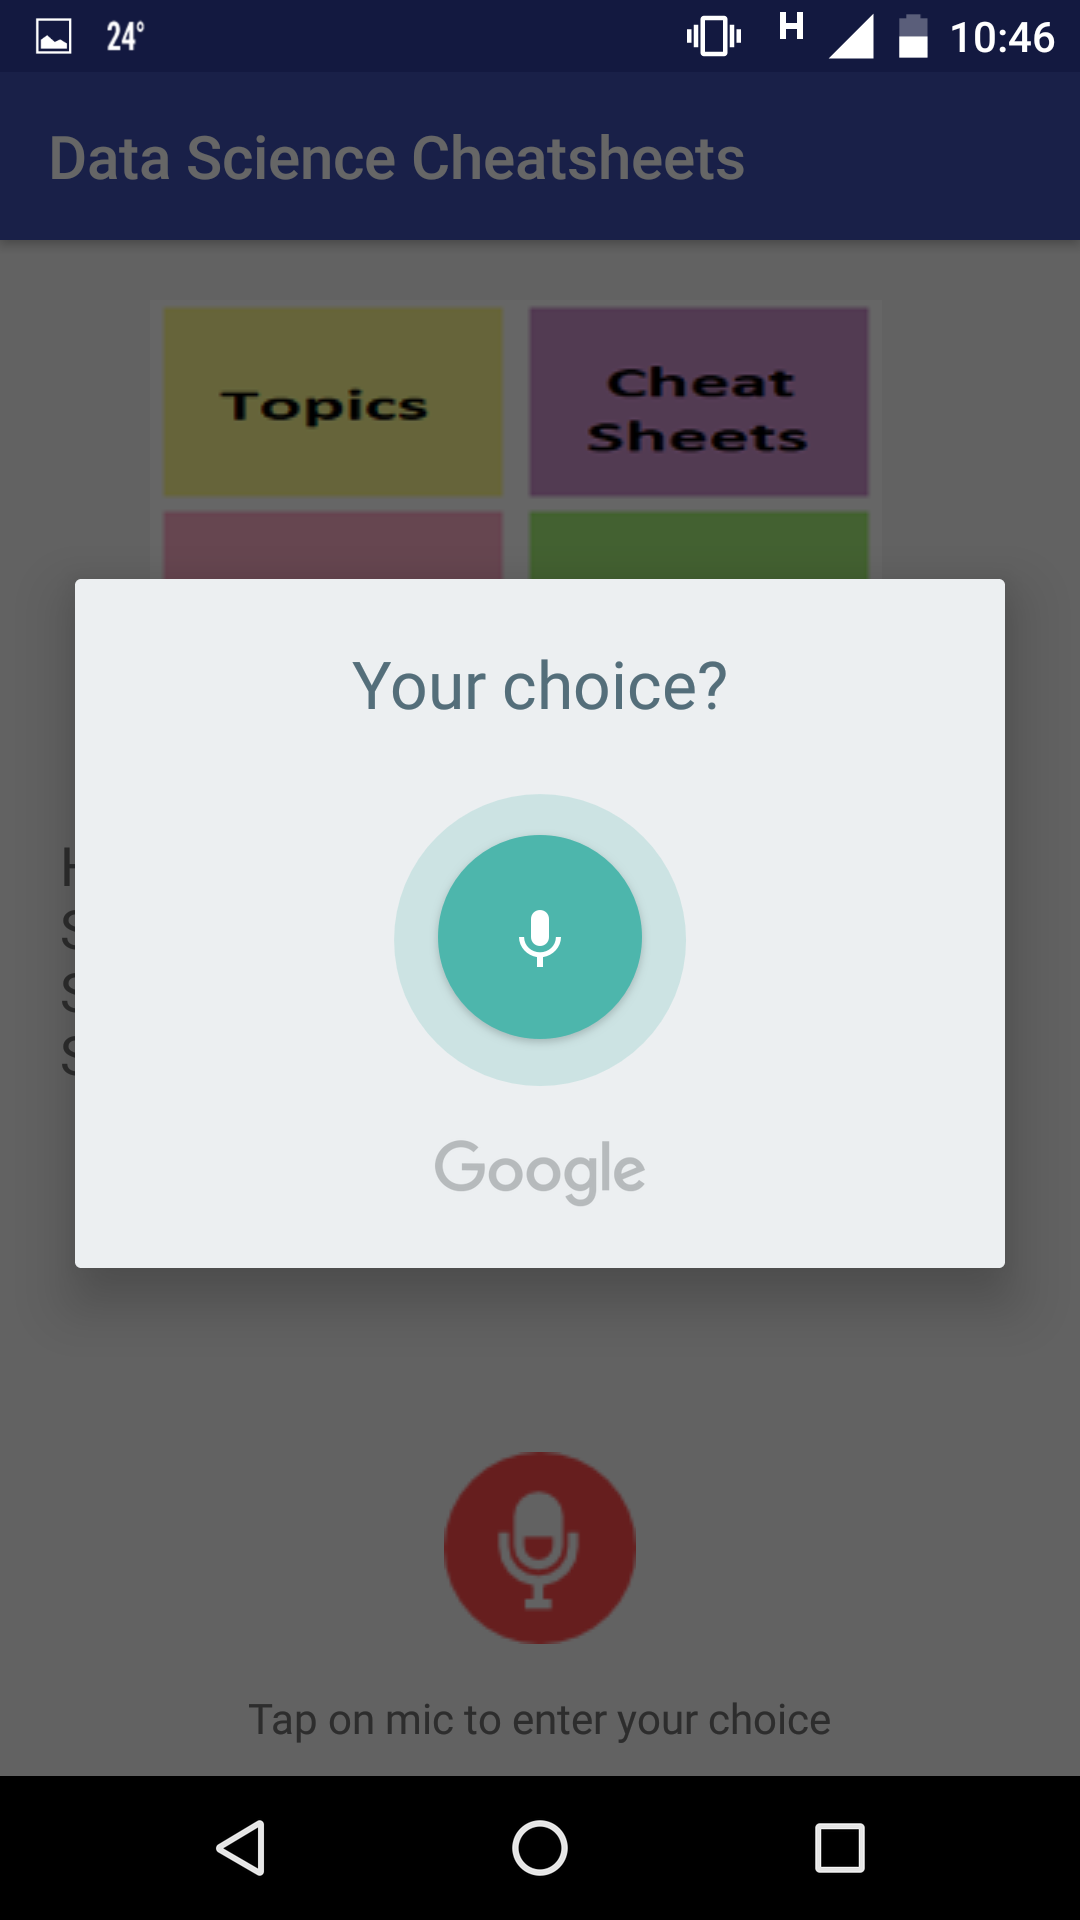 24°
H
10:46
Data Science Cheatsheets
Topics
Cheat
Sheets
Your choice?
Google
Tap on mic to enter your choice